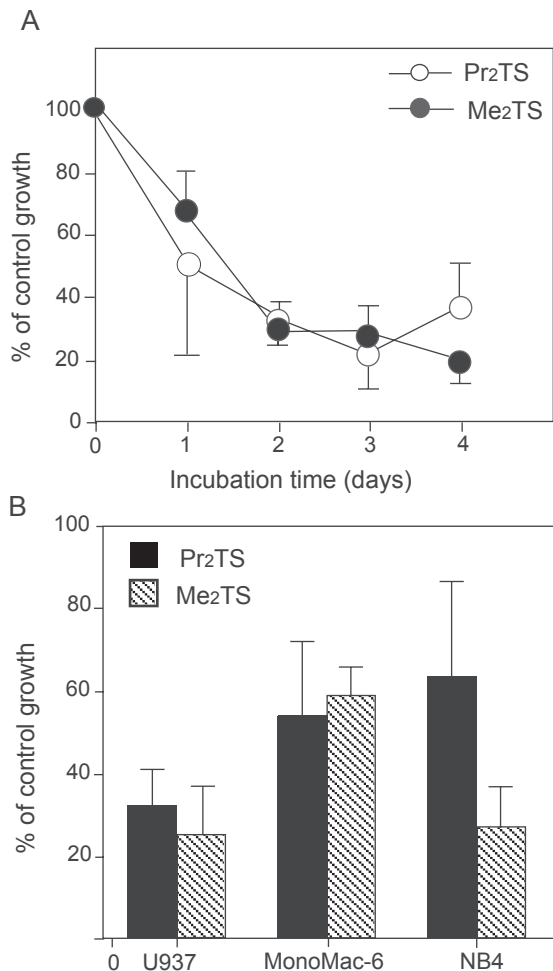 A
Pr₂TS
Me₂TS
% of control growth
100
80
60
40
20
0
0 1 2 3 4
Incubation time (days)
B
% of control growth
100
80
60
40
20
Pr₂TS
Me₂TS
0 U937 MonoMac-6 NB4